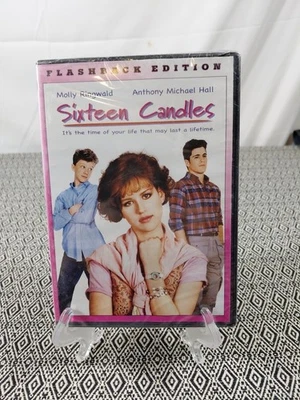 FLASHBACK EDITION
Molly Ringwald Anthony Michael Hall
Sixteen Candles
It's the time of your life that may last a lifetime.